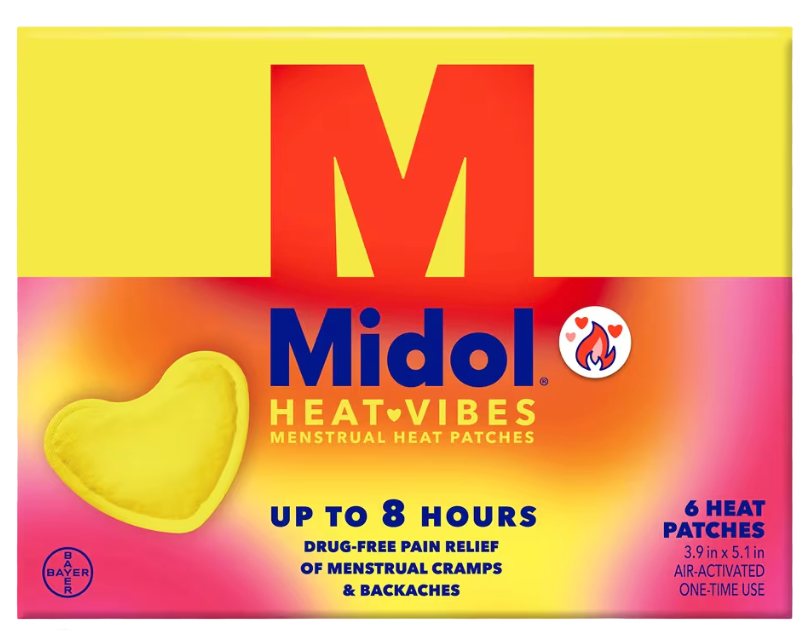 M
Midol®
HEAT♥VIBES
MENSTRUAL HEAT PATCHES
UP TO 8 HOURS
DRUG-FREE PAIN RELIEF
OF MENSTRUAL CRAMPS
& BACKACHES
6 HEAT
PATCHES
3.9 in x 5.1 in
AIR-ACTIVATED
ONE-TIME USE
BAYER
BAYER